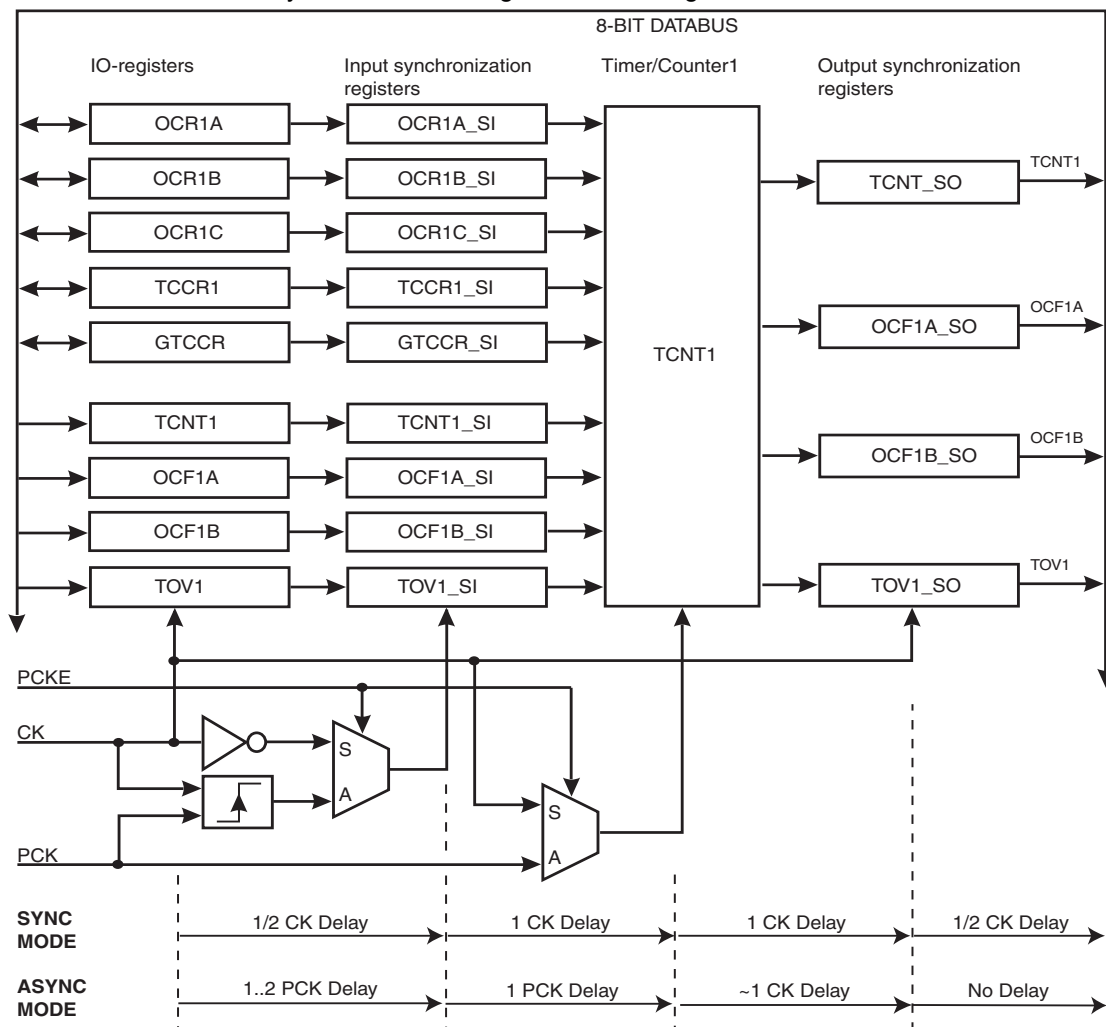 8-BIT DATABUS
IO-registers
Input synchronization
registers
Timer/Counter1
Output synchronization
registers
OCR1A
OCR1A_SI
OCR1B
OCR1B_SI
OCR1C
OCR1C_SI
TCCR1
TCCR1_SI
GTCCR
GTCCR_SI
TCNT1
TCNT1_SI
OCF1A
OCF1A_SI
OCF1B
OCF1B_SI
TOV1
TOV1_SI
TCNT1
TCNT_SO
TCNT1
OCF1A_SO
OCF1A
OCF1B_SO
OCF1B
TOV1_SO
TOV1
PCKE
CK
S
A
S
A
PCK
SYNC
MODE
1/2 CK Delay
1 CK Delay
1 CK Delay
1/2 CK Delay
ASYNC
MODE
1..2 PCK Delay
1 PCK Delay
~1 CK Delay
No Delay